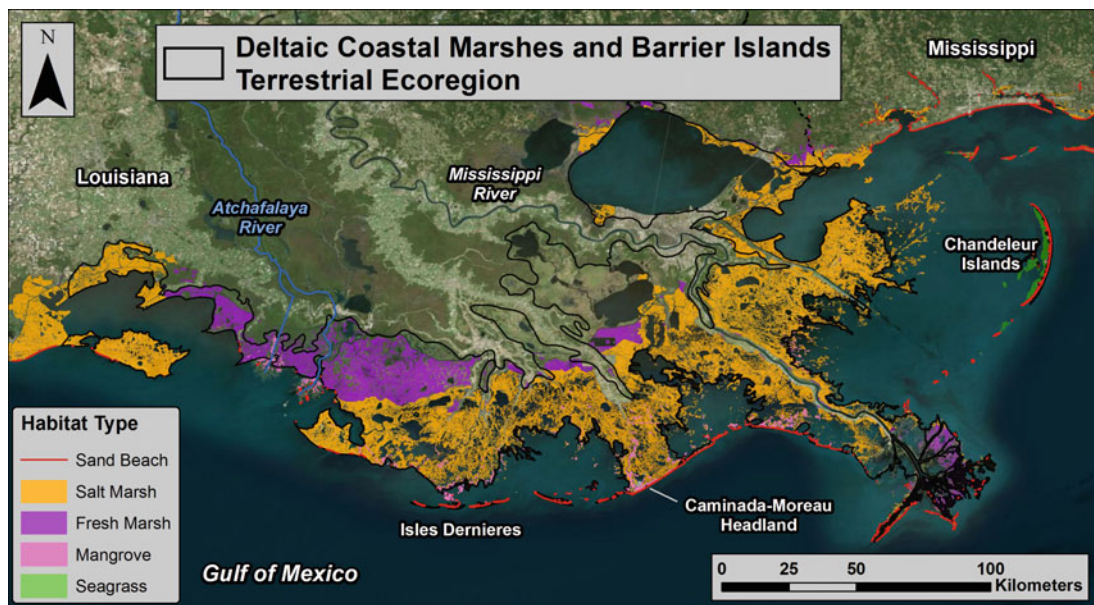 N
Deltaic Coastal Marshes and Barrier Islands
Terrestrial Ecoregion
Mississippi
Louisiana
Mississippi
River
Atchafalaya
River
Chandeleur
Islands
Habitat Type
Sand Beach
Salt Marsh
Fresh Marsh
Mangrove
Seagrass
Isles Dernieres
Caminada-Moreau
Headland
Gulf of Mexico
0 25 50 100
Kilometers